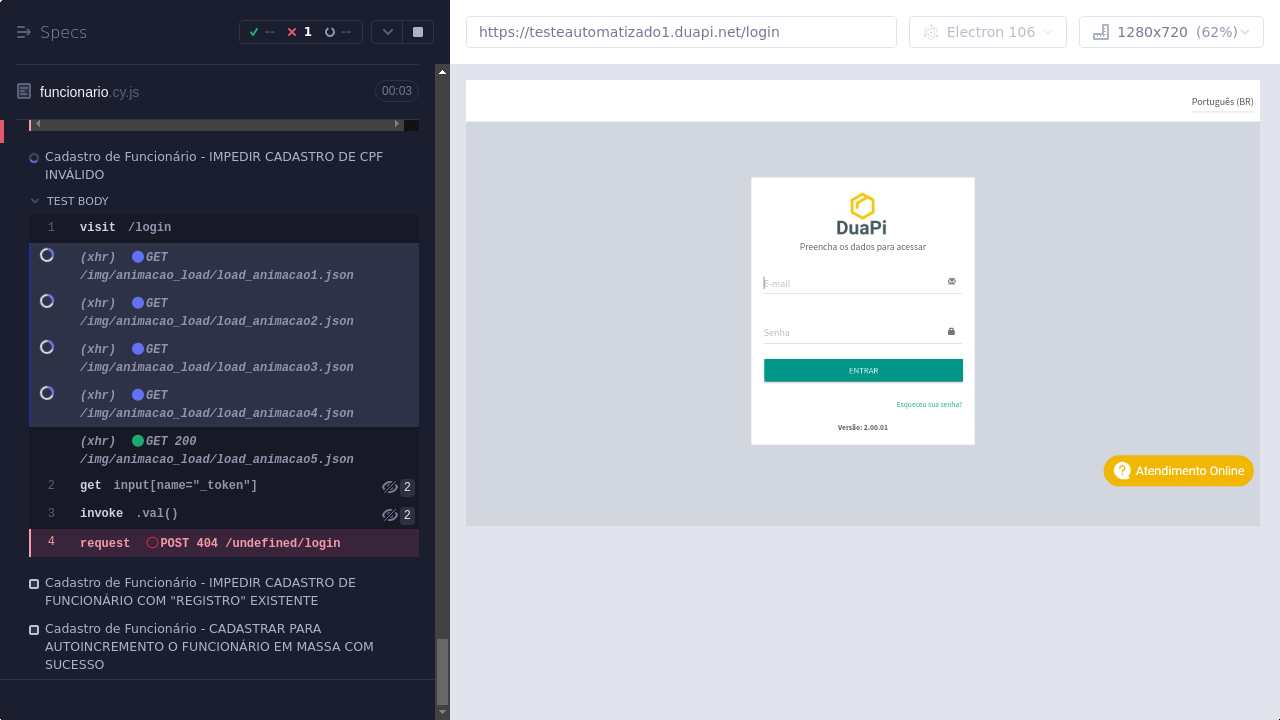 Specs
-- 1 --
https://testeautomatizado1.duapi.net/login
Electron 106
1280x720 (62%)
funcionario.cy.js
00:03
Cadastro de Funcionário - IMPEDIR CADASTRO DE CPF
INVÁLIDO
TEST BODY
1 visit /login
(xhr) GET
/img/animacao_load/load_animacao1.json
(xhr) GET
/img/animacao_load/load_animacao2.json
(xhr) GET
/img/animacao_load/load_animacao3.json
(xhr) GET
/img/animacao_load/load_animacao4.json
(xhr) GET 200
/img/animacao_load/load_animacao5.json
2 get input[name="_token"] 2
3 invoke .val() 2
4 request POST 404 /undefined/login
Cadastro de Funcionário - IMPEDIR CADASTRO DE
FUNCIONÁRIO COM "REGISTRO" EXISTENTE
Cadastro de Funcionário - CADASTRAR PARA
AUTOINCREMENTO O FUNCIONÁRIO EM MASSA COM
SUCESSO
Português (BR)
DuaPi
Preencha os dados para acessar
E-mail
Senha
ENTRAR
Esqueceu sua senha?
Versão: 2.00.01
Atendimento Online